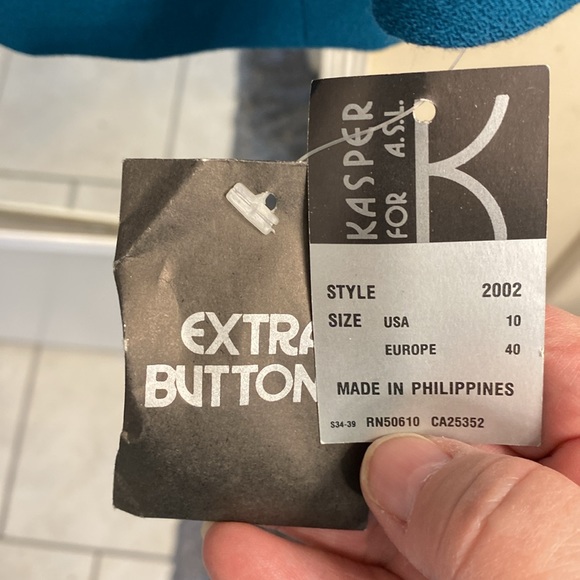 KASPER
FOR A.S.L.
STYLE 2002
SIZE USA 10
EUROPE 40
MADE IN PHILIPPINES
S34-39 RN50610 CA25352
EXTRA
BUTTON